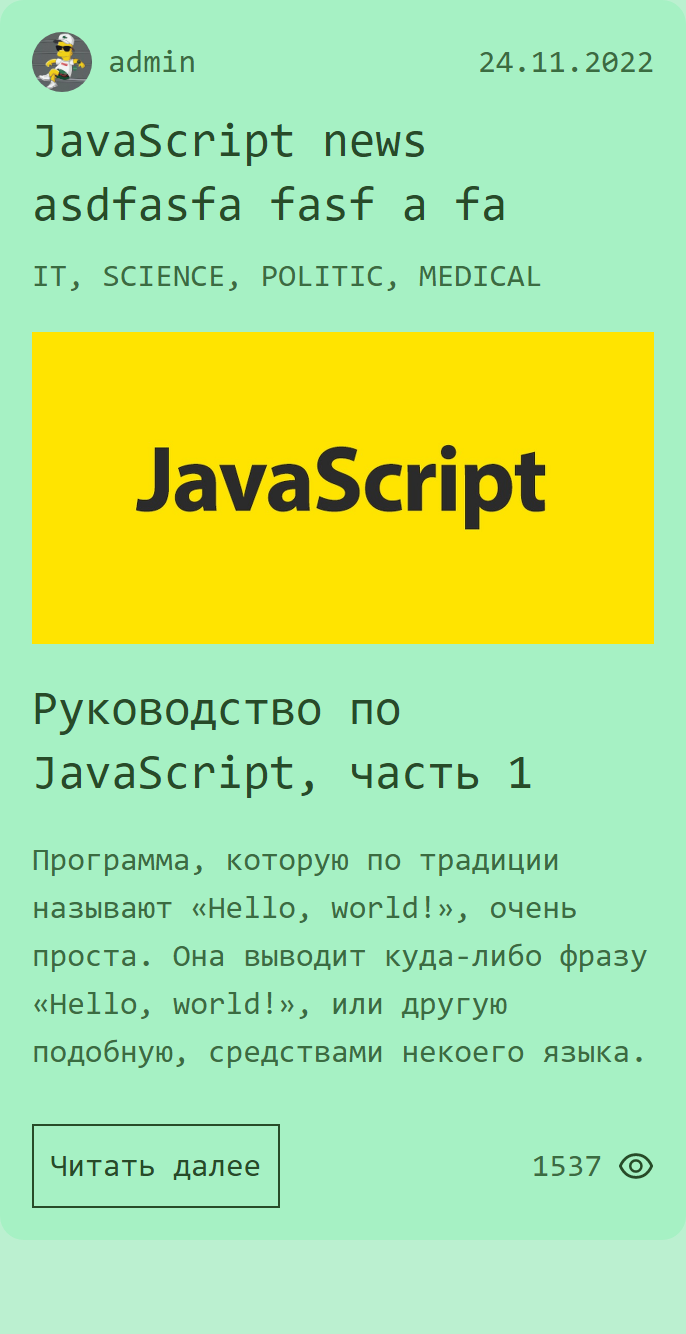 admin 24.11.2022
JavaScript news
asdfasfa fasf a fa
IT, SCIENCE, POLITIC, MEDICAL
JavaScript
Руководство по
JavaScript, часть 1
Программа, которую по традиции
называют «Hello, world!», очень
проста. Она выводит куда-либо фразу
«Hello, world!», или другую
подобную, средствами некоего языка.
Читать далее 1537